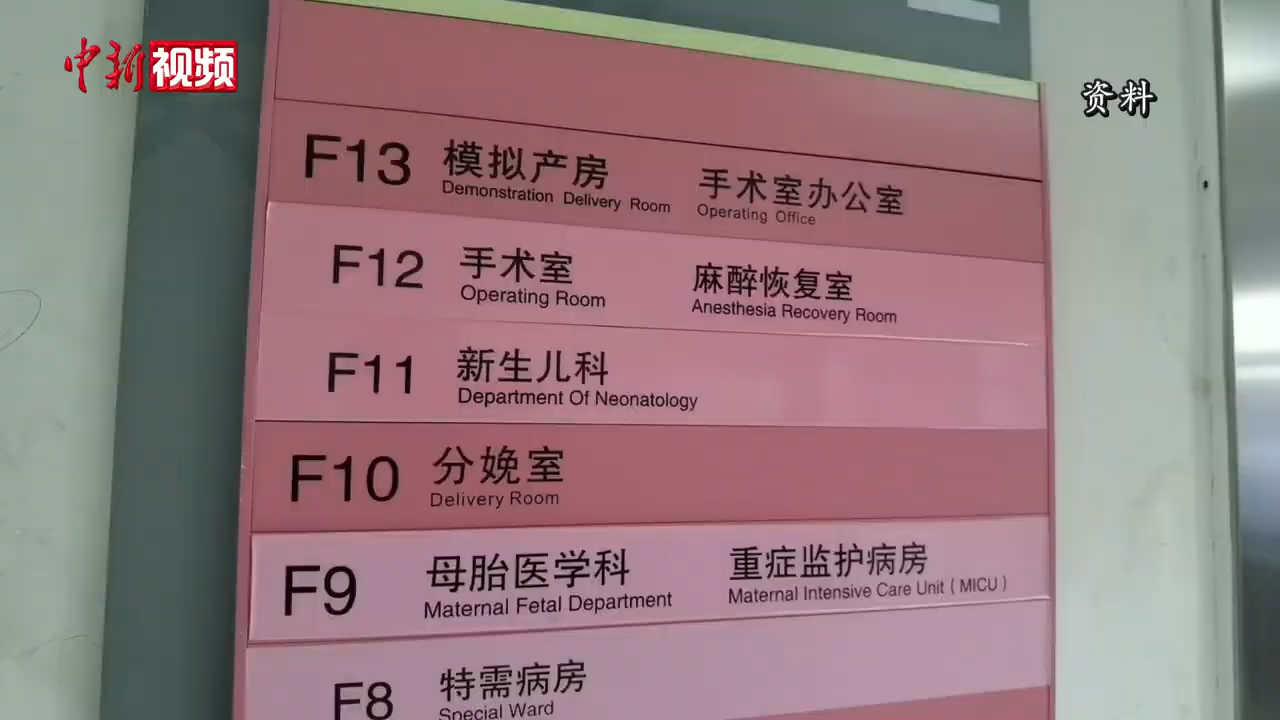 中新视频
资料
F13 模拟产房 手术室办公室
Demonstration Delivery Room Operating Office
F12 手术室 麻醉恢复室
Operating Room Anesthesia Recovery Room
F11 新生儿科
Department Of Neonatology
F10 分娩室
Delivery Room
F9 母胎医学科 重症监护病房
Maternal Fetal Department Maternal Intensive Care Unit ( MICU )
F8 特需病房
Special Ward